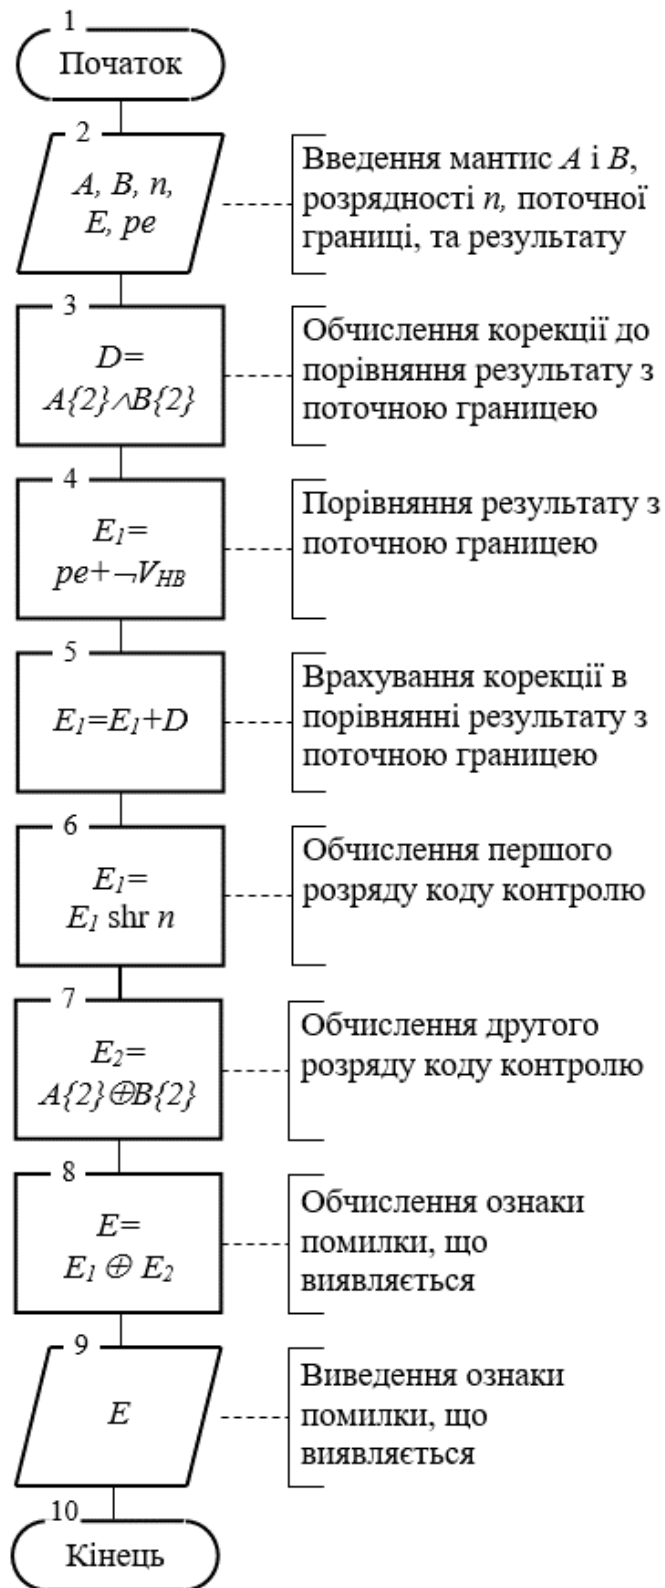 1
Початок
2
A, B, n,
E, pe
Введення мантис A і B,
розрядності n, поточної
границі, та результату
3
D=
A{2}∧B{2}
Обчислення корекції до
порівняння результату з
поточною границею
4
E₁=
pe+¬V_HB
Порівняння результату з
поточною границею
5
E₁=E₁+D
Врахування корекції в
порівнянні результату з
поточною границею
6
E₁=
E₁ shr n
Обчислення першого
розряду коду контролю
7
E₂=
A{2}⊕B{2}
Обчислення другого
розряду коду контролю
8
E=
E₁ ⊕ E₂
Обчислення ознаки
помилки, що
виявляється
9
E
Виведення ознаки
помилки, що
виявляється
10
Кінець